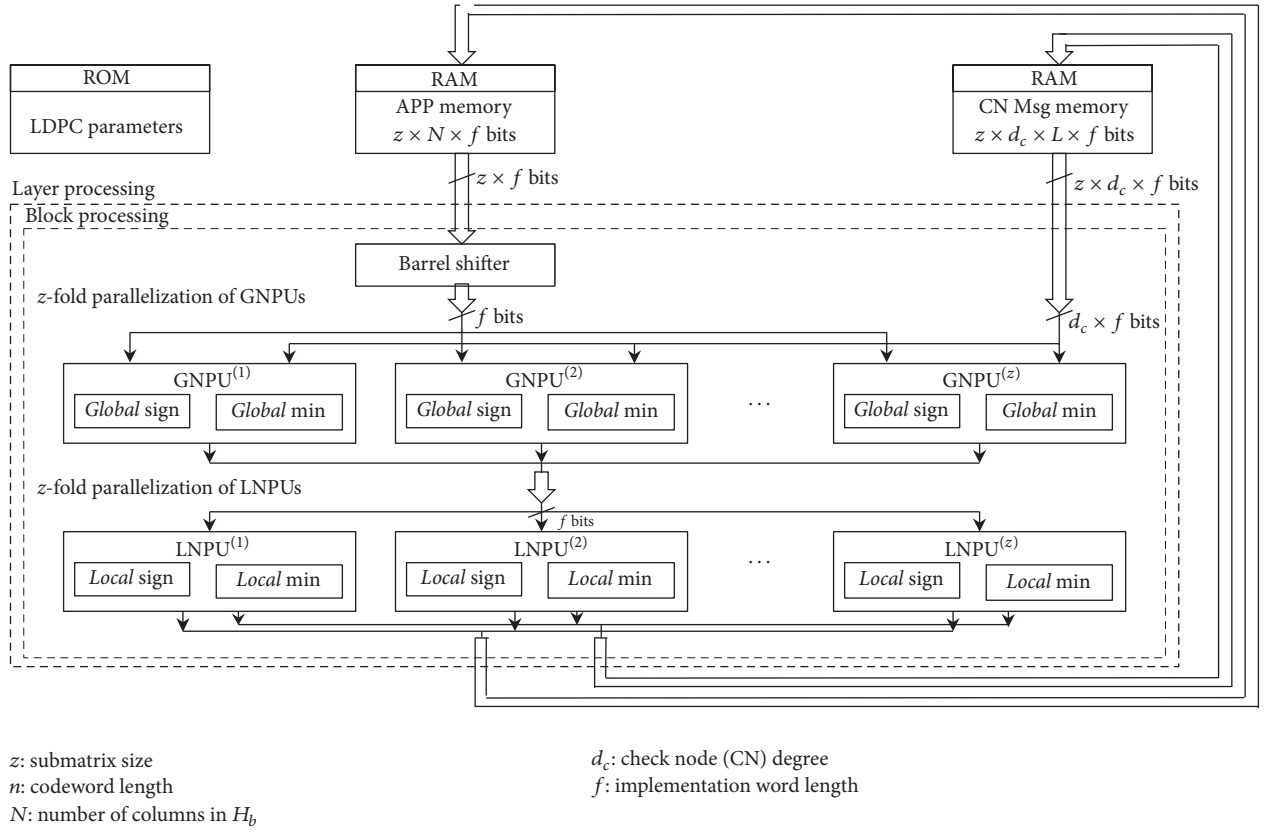 ROM
LDPC parameters
RAM
APP memory
z × N × f bits
RAM
CN Msg memory
z × d_c × L × f bits
z × f bits
z × d_c × f bits
Layer processing
Block processing
Barrel shifter
z-fold parallelization of GNPUs
f bits
d_c × f bits
GNPU^(1)
Global sign
Global min
GNPU^(2)
Global sign
Global min
...
GNPU^(z)
Global sign
Global min
z-fold parallelization of LNPUs
f bits
LNPU^(1)
Local sign
Local min
LNPU^(2)
Local sign
Local min
...
LNPU^(z)
Local sign
Local min
z: submatrix size
n: codeword length
N: number of columns in H_b
d_c: check node (CN) degree
f: implementation word length